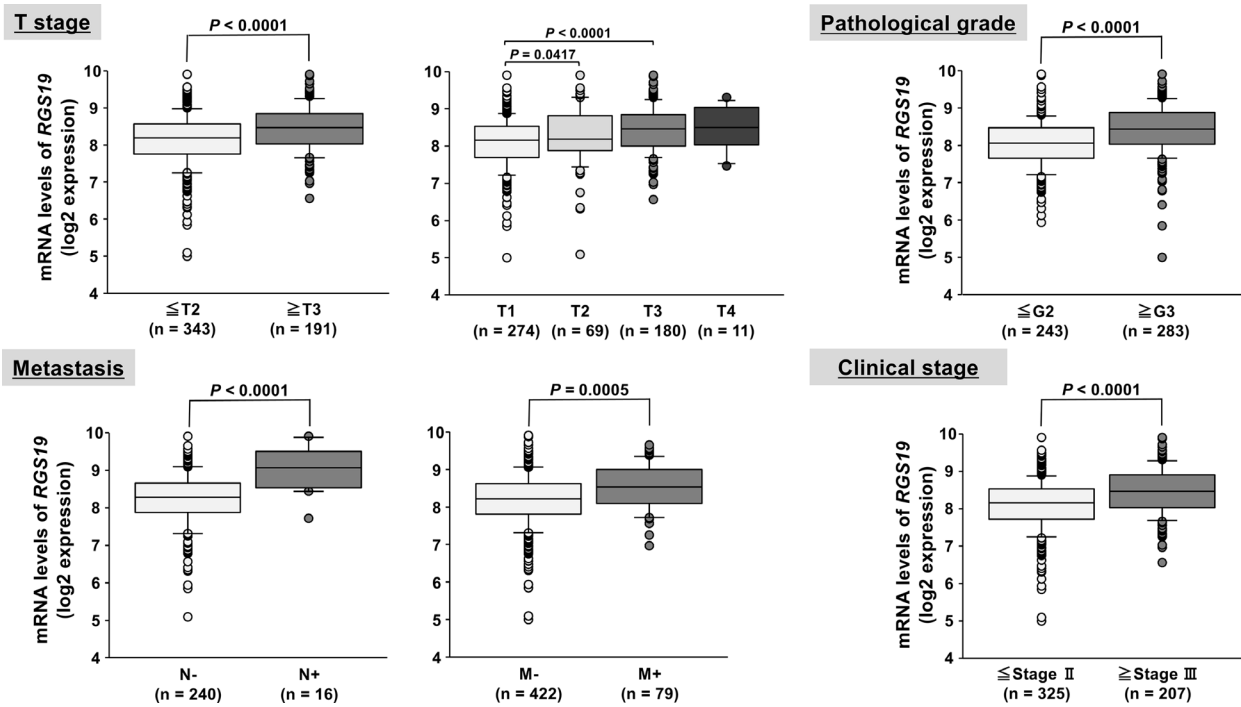 T stage
P < 0.0001
mRNA levels of RGS19
(log2 expression)
10
9
8
7
6
5
4
≦T2
(n = 343)
≧T3
(n = 191)
P < 0.0001
P = 0.0417
10
9
8
7
6
5
4
T1
(n = 274)
T2
(n = 69)
T3
(n = 180)
T4
(n = 11)
Pathological grade
P < 0.0001
mRNA levels of RGS19
(log2 expression)
10
9
8
7
6
5
4
≦G2
(n = 243)
≧G3
(n = 283)
Metastasis
P < 0.0001
mRNA levels of RGS19
(log2 expression)
10
9
8
7
6
5
4
N-
(n = 240)
N+
(n = 16)
P = 0.0005
10
9
8
7
6
5
4
M-
(n = 422)
M+
(n = 79)
Clinical stage
P < 0.0001
mRNA levels of RGS19
(log2 expression)
10
9
8
7
6
5
4
≦Stage Ⅱ
(n = 325)
≧Stage Ⅲ
(n = 207)